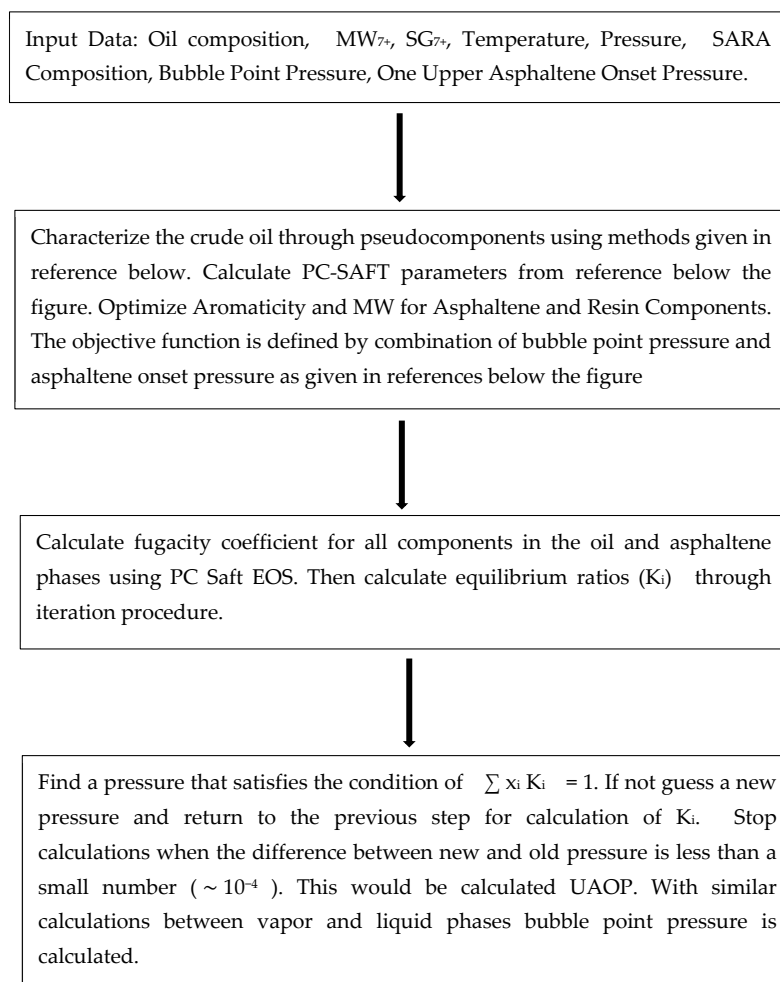 Input Data: Oil composition, MW₇₊, SG₇₊, Temperature, Pressure, SARA
Composition, Bubble Point Pressure, One Upper Asphaltene Onset Pressure.
Characterize the crude oil through pseudocomponents using methods given in
reference below. Calculate PC-SAFT parameters from reference below the
figure. Optimize Aromaticity and MW for Asphaltene and Resin Components.
The objective function is defined by combination of bubble point pressure and
asphaltene onset pressure as given in references below the figure
Calculate fugacity coefficient for all components in the oil and asphaltene
phases using PC Saft EOS. Then calculate equilibrium ratios (Kᵢ) through
iteration procedure.
Find a pressure that satisfies the condition of ∑ xᵢ Kᵢ = 1. If not guess a new
pressure and return to the previous step for calculation of Kᵢ. Stop
calculations when the difference between new and old pressure is less than a
small number ( ~ 10⁻⁴ ). This would be calculated UAOP. With similar
calculations between vapor and liquid phases bubble point pressure is
calculated.